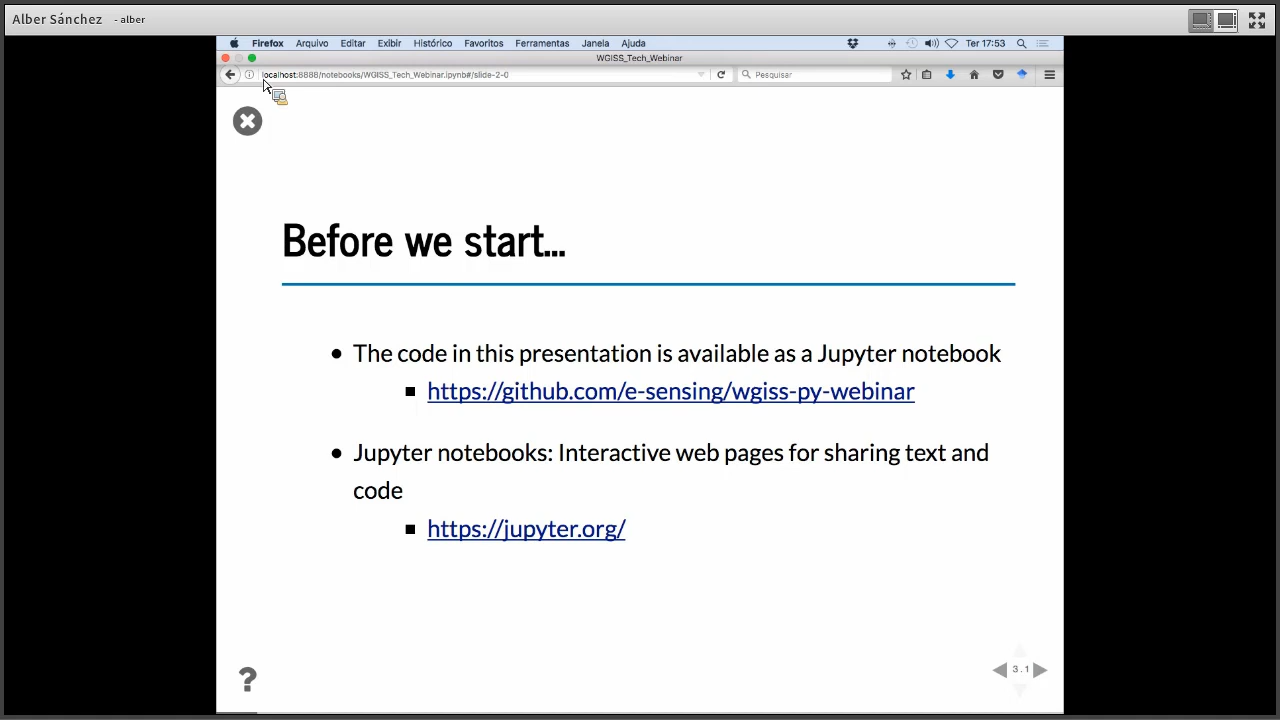 Alber Sánchez - alber
Firefox Arquivo Editar Exibir Histórico Favoritos Ferramentas Janela Ajuda Ter 17:53
WGISS_Tech_Webinar
localhost:8888/notebooks/WGISS_Tech_Webinar.ipynb#/slide-2-0 Pesquisar
Before we start...
• The code in this presentation is available as a Jupyter notebook
▪ https://github.com/e-sensing/wgiss-py-webinar
• Jupyter notebooks: Interactive web pages for sharing text and
code
▪ https://jupyter.org/
? 3.1